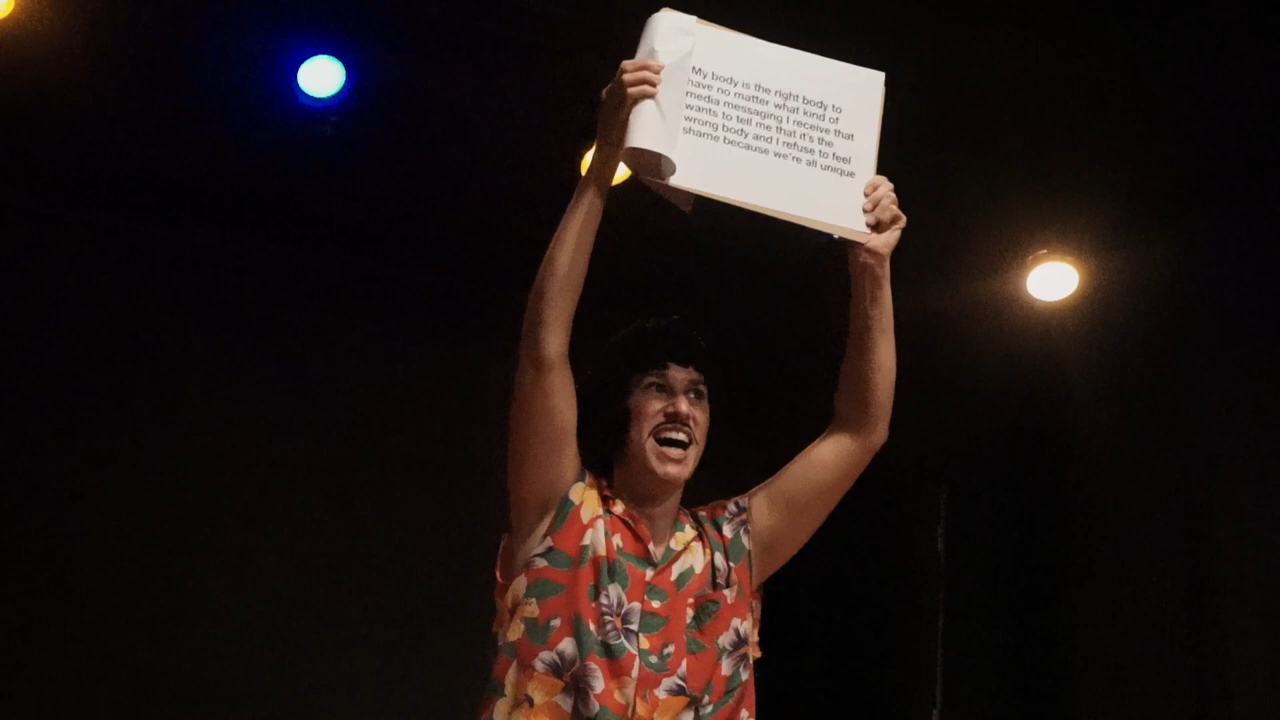 My body is the right body to
have no matter what kind of
media messaging I receive that
wants to tell me that it's the
wrong body and I refuse to feel
shame because we're all unique